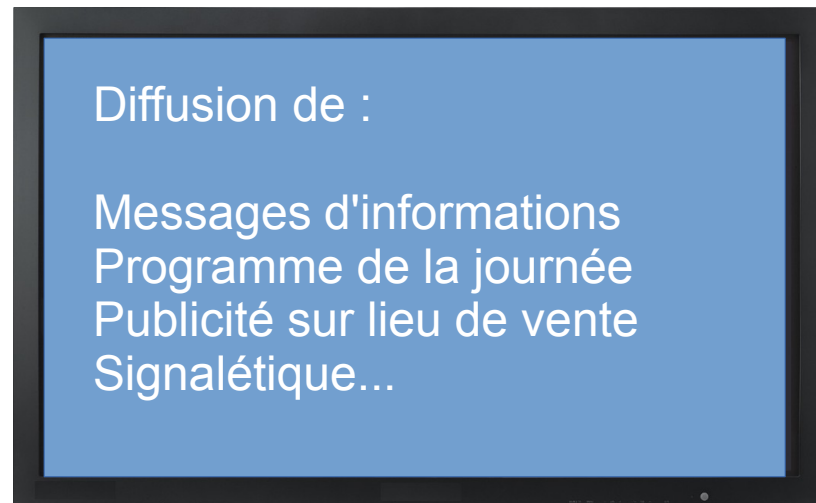 Diffusion de :
Messages d'informations
Programme de la journée
Publicité sur lieu de vente
Signalétique...